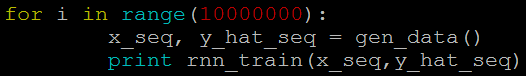 for i in range(10000000):
x_seq, y_hat_seq = gen_data()
print rnn_train(x_seq,y_hat_seq)